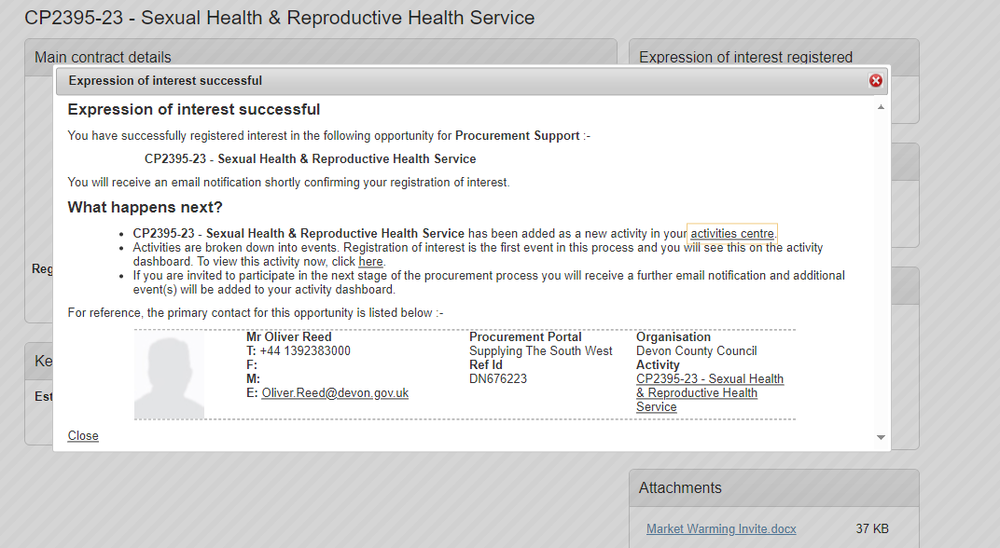 CP2395-23 - Sexual Health & Reproductive Health Service
Main contract details
Expression of interest registered
Expression of interest successful
Expression of interest successful
You have successfully registered interest in the following opportunity for Procurement Support :-
CP2395-23 - Sexual Health & Reproductive Health Service
You will receive an email notification shortly confirming your registration of interest.
What happens next?
• CP2395-23 - Sexual Health & Reproductive Health Service has been added as a new activity in your activities centre.
• Activities are broken down into events. Registration of interest is the first event in this process and you will see this on the activity
dashboard. To view this activity now, click here.
• If you are invited to participate in the next stage of the procurement process you will receive a further email notification and additional
event(s) will be added to your activity dashboard.
Reg
For reference, the primary contact for this opportunity is listed below :-
Mr Oliver Reed
T: +44 1392383000
F:
M:
E: Oliver.Reed@devon.gov.uk
Procurement Portal
Supplying The South West
Ref Id
DN676223
Organisation
Devon County Council
Activity
CP2395-23 - Sexual Health
& Reproductive Health
Service
Ke
Est
Close
Attachments
Market Warming Invite.docx 37 KB